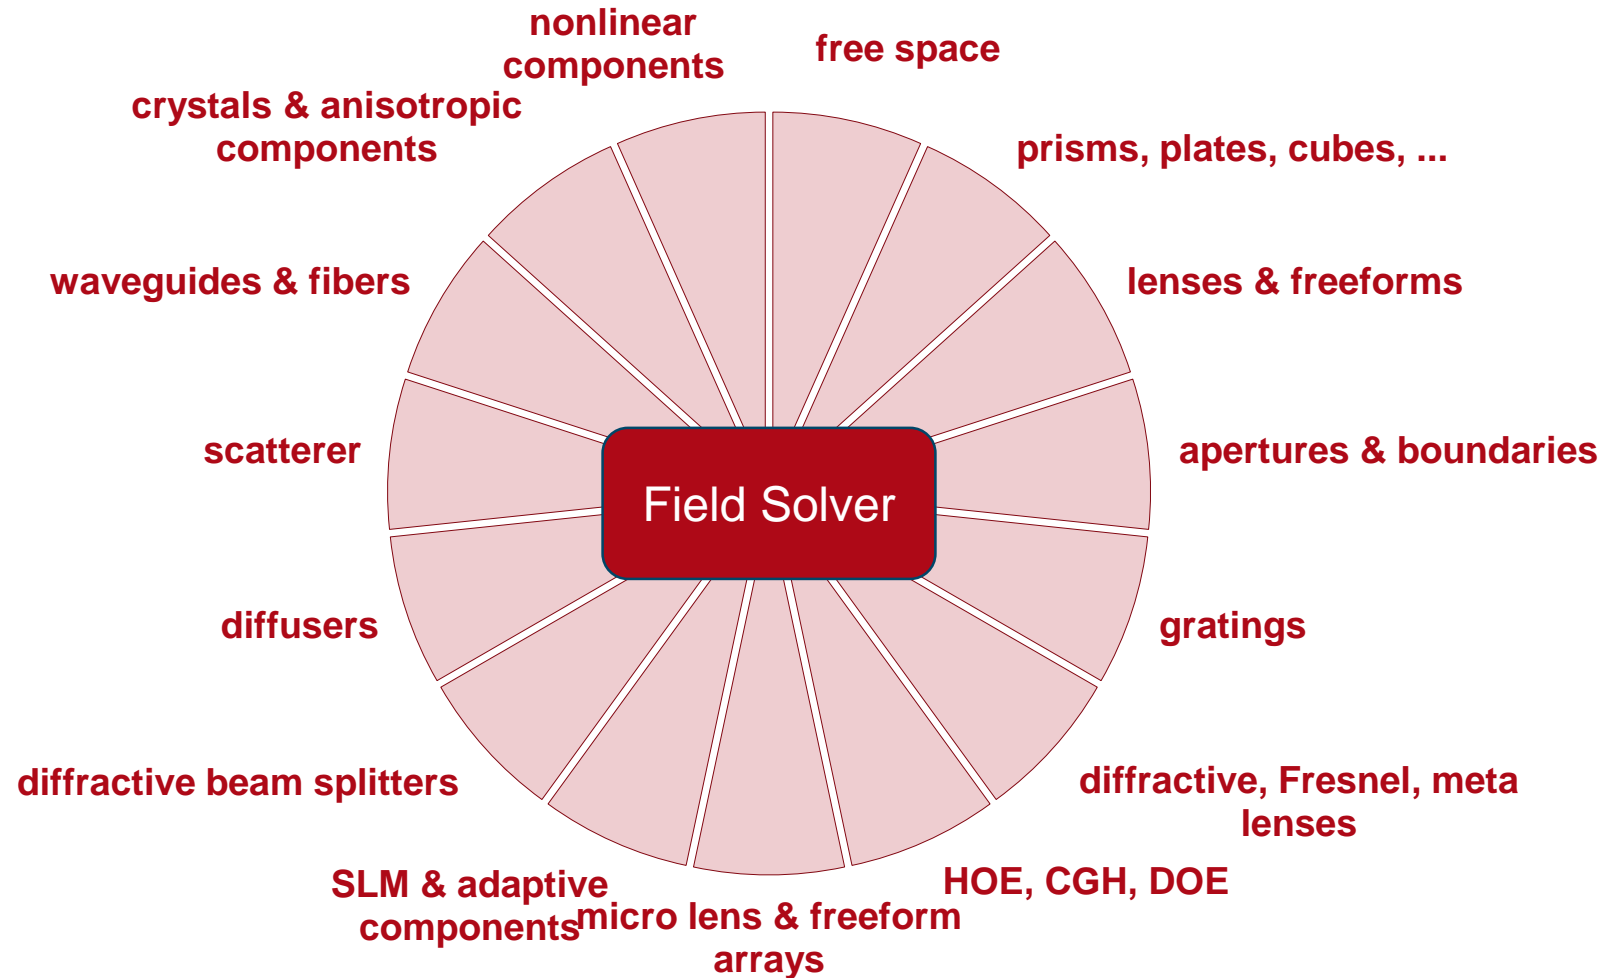 nonlinear
components
free space
crystals & anisotropic
components
prisms, plates, cubes, ...
waveguides & fibers
lenses & freeforms
scatterer
apertures & boundaries
Field Solver
diffusers
gratings
diffractive beam splitters
diffractive, Fresnel, meta
lenses
SLM & adaptive
components
HOE, CGH, DOE
micro lens & freeform
arrays